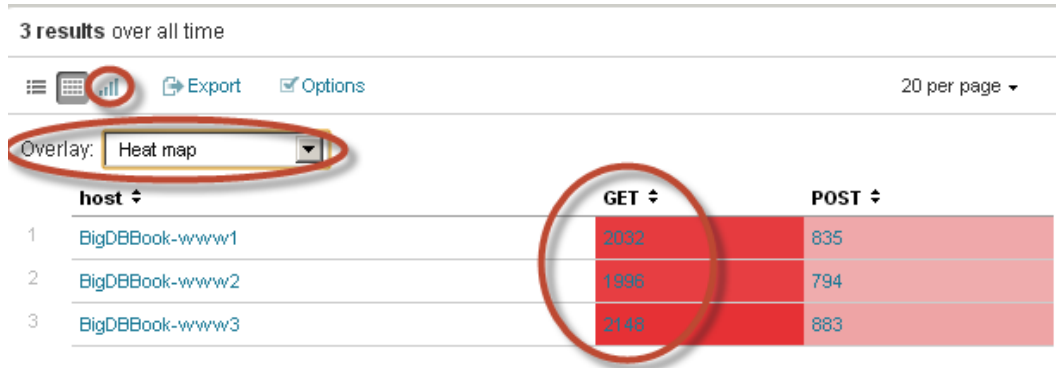 3 results over all time
Export Options 20 per page
Overlay: Heat map
host GET POST
1 BigDBBook-www1 2032 835
2 BigDBBook-www2 1996 794
3 BigDBBook-www3 2148 883